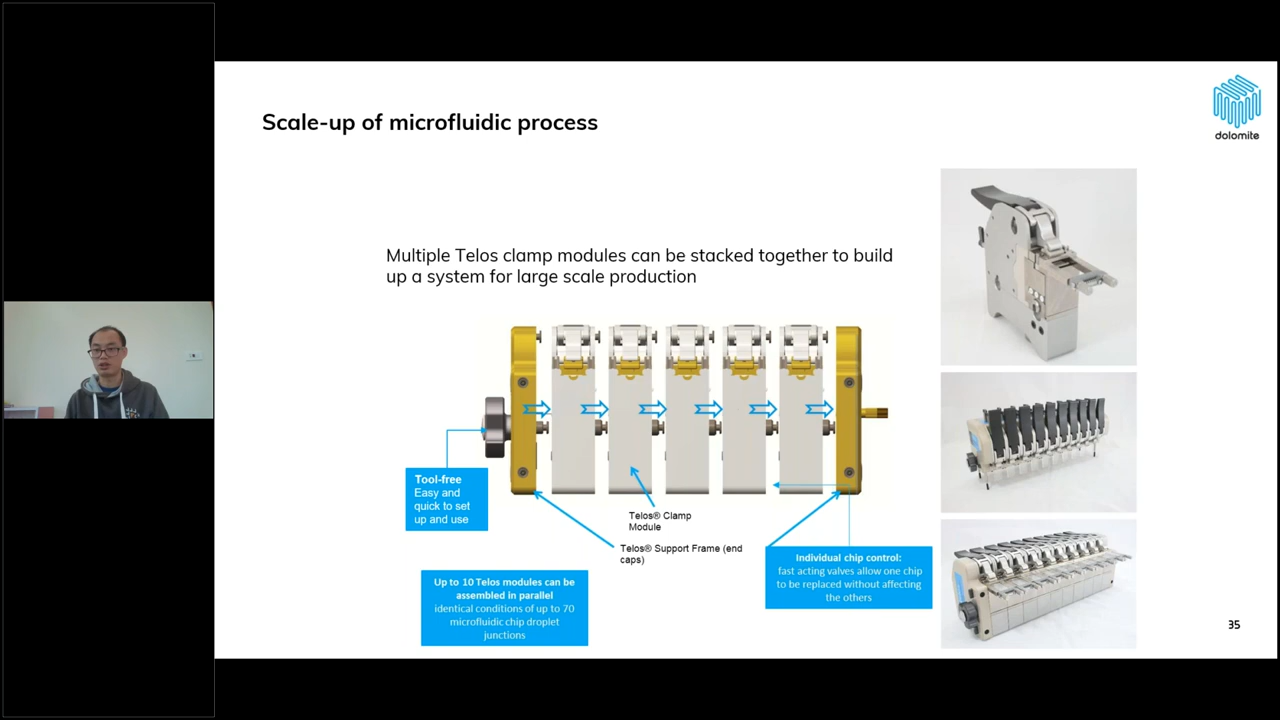 Scale-up of microfluidic process
dolomite
Multiple Telos clamp modules can be stacked together to build
up a system for large scale production
Tool-free
Easy and
quick to set
up and use
Telos® Clamp
Module
Telos® Support Frame (end
caps)
Up to 10 Telos modules can be
assembled in parallel
identical conditions of up to 70
microfluidic chip droplet
junctions
Individual chip control:
fast acting valves allow one chip
to be replaced without affecting
the others
35